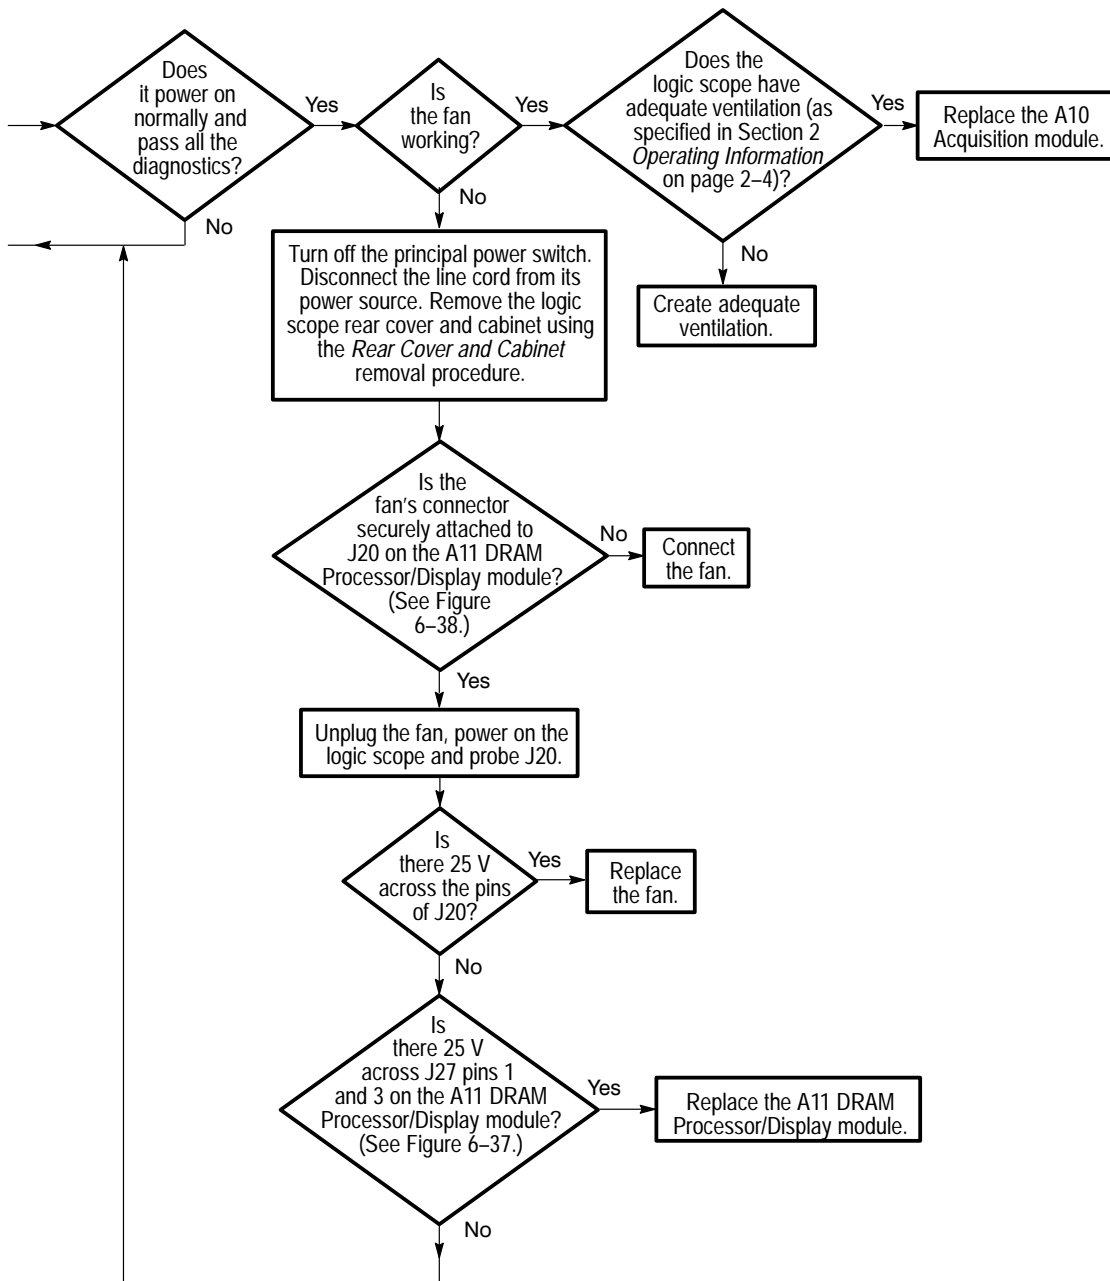 Does
it power on
normally and
pass all the
diagnostics?
Yes
No
Is
the fan
working?
Yes
No
Does the
logic scope have
adequate ventilation (as
specified in Section 2
Operating Information
on page 2–4)?
Yes
Replace the A10
Acquisition module.
No
Create adequate
ventilation.
Turn off the principal power switch.
Disconnect the line cord from its
power source. Remove the logic
scope rear cover and cabinet using
the Rear Cover and Cabinet
removal procedure.
Is the
fan's connector
securely attached to
J20 on the A11 DRAM
Processor/Display module?
(See Figure
6–38.)
No
Connect
the fan.
Yes
Unplug the fan, power on the
logic scope and probe J20.
Is
there 25 V
across the pins
of J20?
Yes
Replace
the fan.
No
Is
there 25 V
across J27 pins 1
and 3 on the A11 DRAM
Processor/Display module?
(See Figure 6–37.)
Yes
Replace the A11 DRAM
Processor/Display module.
No